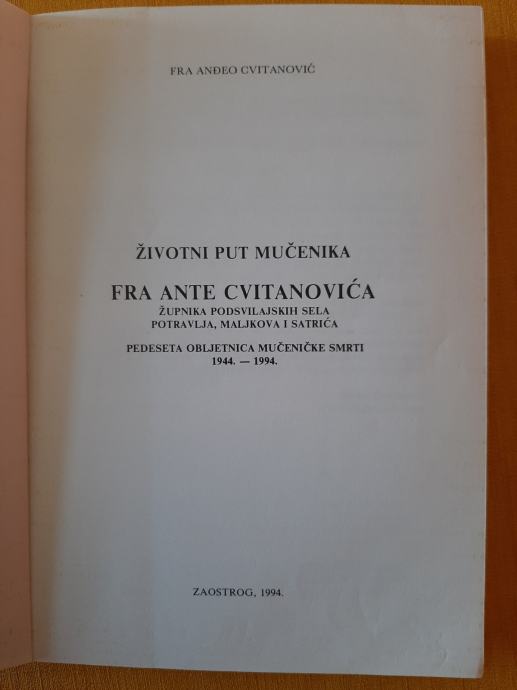 FRA ANĐEO CVITANOVIĆ
ŽIVOTNI PUT MUČENIKA
FRA ANTE CVITANOVIĆA
ŽUPNIKA PODSVILAJSKIH SELA
POTRAVLJA, MALJKOVA I SATRIĆA
PEDESETA OBLJETNICA MUČENIČKE SMRTI
1944. — 1994.
ZAOSTROG, 1994.